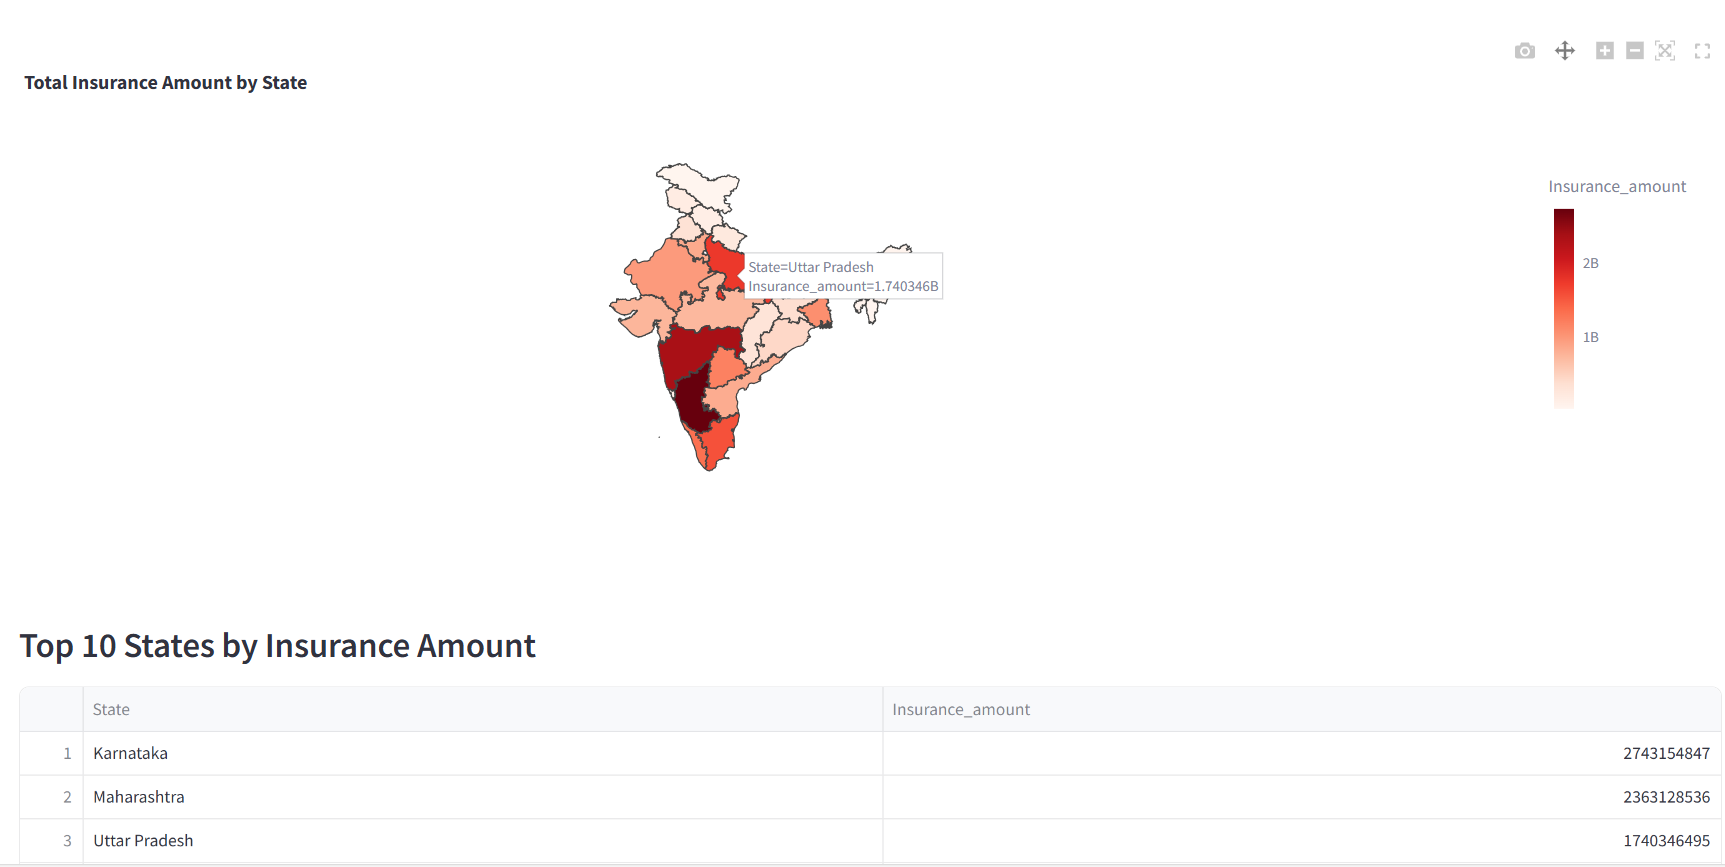 Total Insurance Amount by State
Insurance_amount
2B
1B
State=Uttar Pradesh
Insurance_amount=1.740346B
Top 10 States by Insurance Amount
State Insurance_amount
1 Karnataka 2743154847
2 Maharashtra 2363128536
3 Uttar Pradesh 1740346495